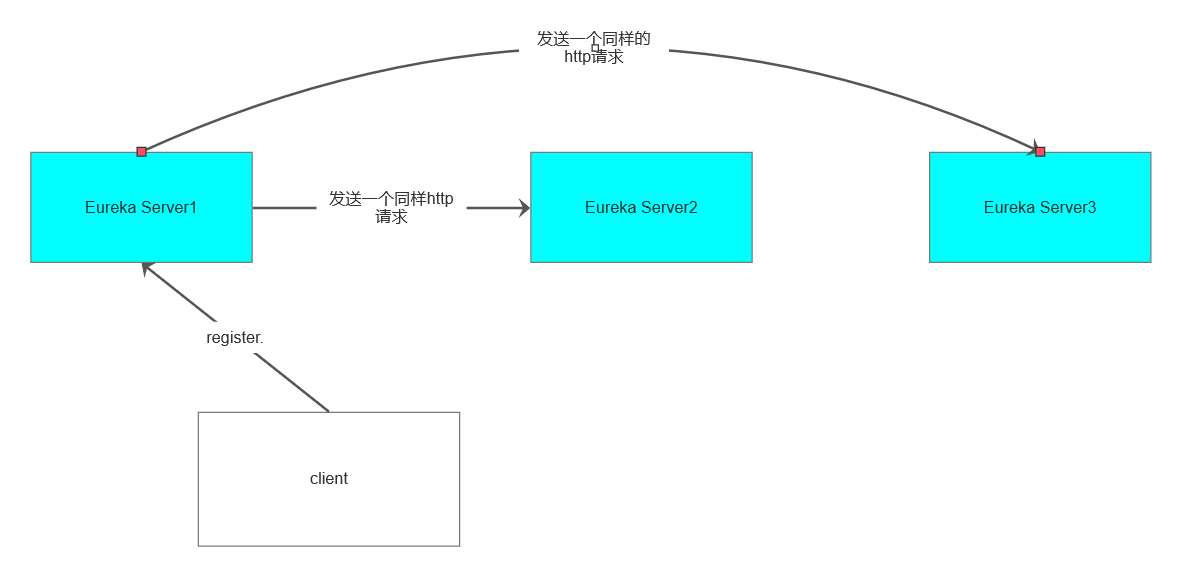 发送一个同样的
http请求
Eureka Server1
发送一个同样http
请求
Eureka Server2
Eureka Server3
register.
client